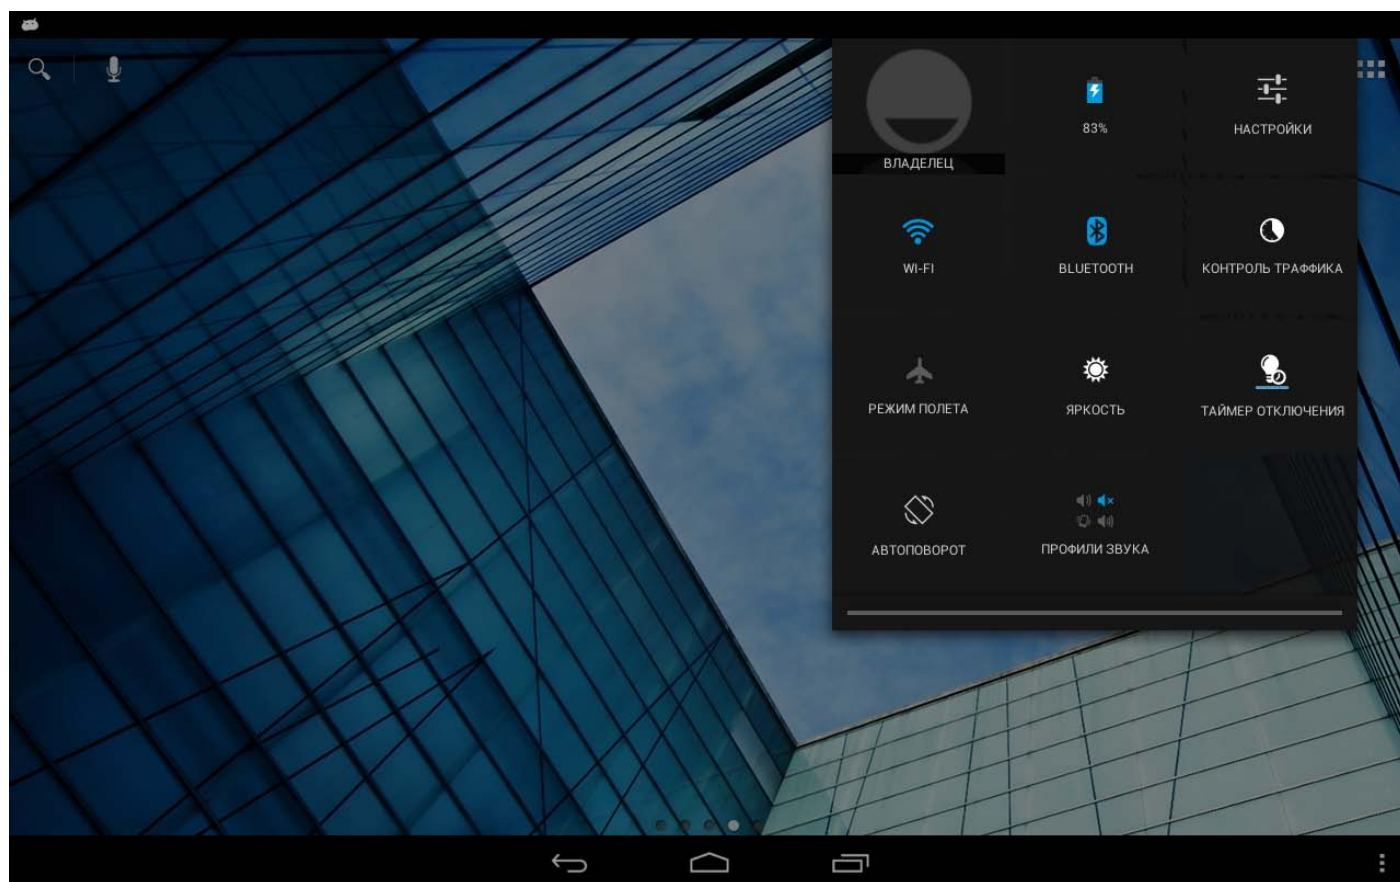 ВЛАДЕЛЕЦ
83%
НАСТРОЙКИ
WI-FI
BLUETOOTH
КОНТРОЛЬ ТРАФФИКА
РЕЖИМ ПОЛЕТА
ЯРКОСТЬ
ТАЙМЕР ОТКЛЮЧЕНИЯ
АВТОПОВОРОТ
ПРОФИЛИ ЗВУКА